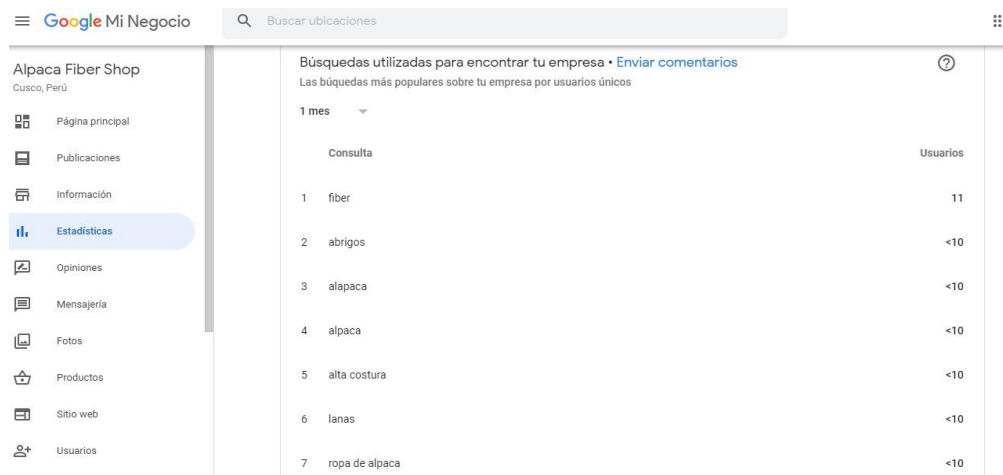 Google Mi Negocio
Buscar ubicaciones
Alpaca Fiber Shop
Cusco, Perú
Página principal
Publicaciones
Información
Estadísticas
Opiniones
Mensajería
Fotos
Productos
Sitio web
Usuarios
Búsquedas utilizadas para encontrar tu empresa • Enviar comentarios
Las búquedas más populares sobre tu empresa por usuarios únicos
1 mes
Consulta Usuarios
1 fiber 11
2 abrigos <10
3 alapaca <10
4 alpaca <10
5 alta costura <10
6 lanas <10
7 ropa de alpaca <10